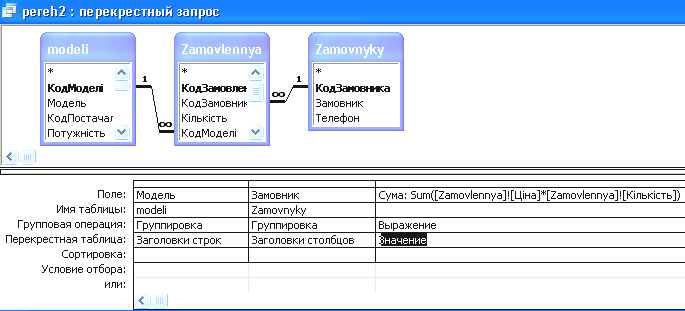 pereh2 : перекрестный запрос
modeli
*
КодМоделі
Модель
КодПостачал
Потужність
1
∞
Zamovlennya
*
КодЗамовлен
КодЗамовник
Кількість
КодМоделі
∞
1
Zamovnyky
*
КодЗамовника
Замовник
Телефон
Поле: Модель Замовник Сума: Sum([Zamovlennya]![Ціна]*[Zamovlennya]![Кількість])
Имя таблицы: modeli Zamovnyky
Групповая операция: Группировка Группировка Выражение
Перекрестная таблица: Заголовки строк Заголовки столбцов Значение
Сортировка:
Условие отбора:
или: